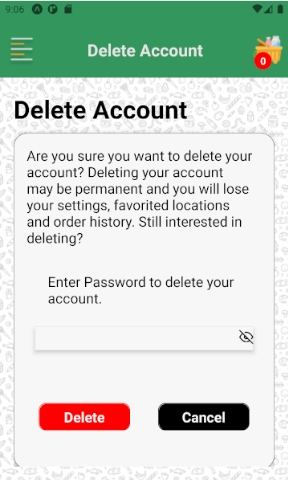 9:06
Delete Account
0
Delete Account
Are you sure you want to delete your
account? Deleting your account
may be permanent and you will lose
your settings, favorited locations
and order history. Still interested in
deleting?
Enter Password to delete your
account.
Delete
Cancel